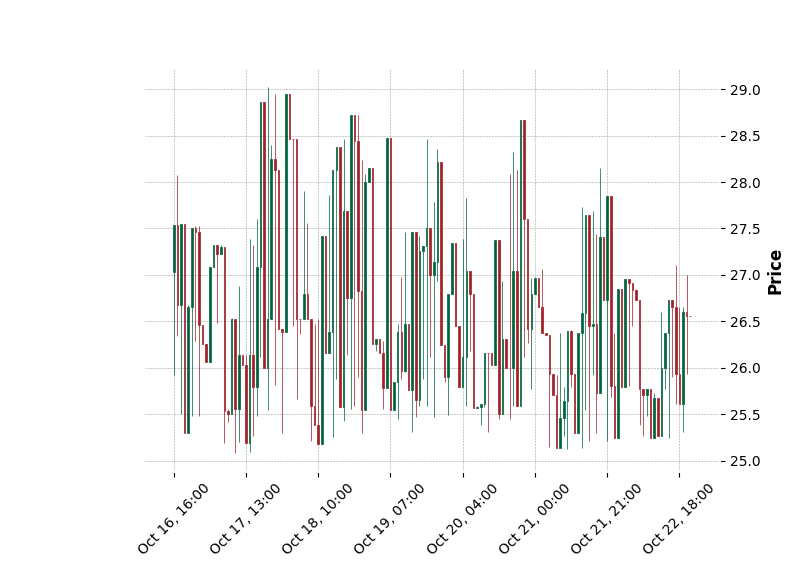 29.0
28.5
28.0
27.5
27.0
26.5
26.0
25.5
25.0
Price
Oct 16, 16:00
Oct 17, 13:00
Oct 18, 10:00
Oct 19, 07:00
Oct 20, 04:00
Oct 21, 00:00
Oct 21, 21:00
Oct 22, 18:00